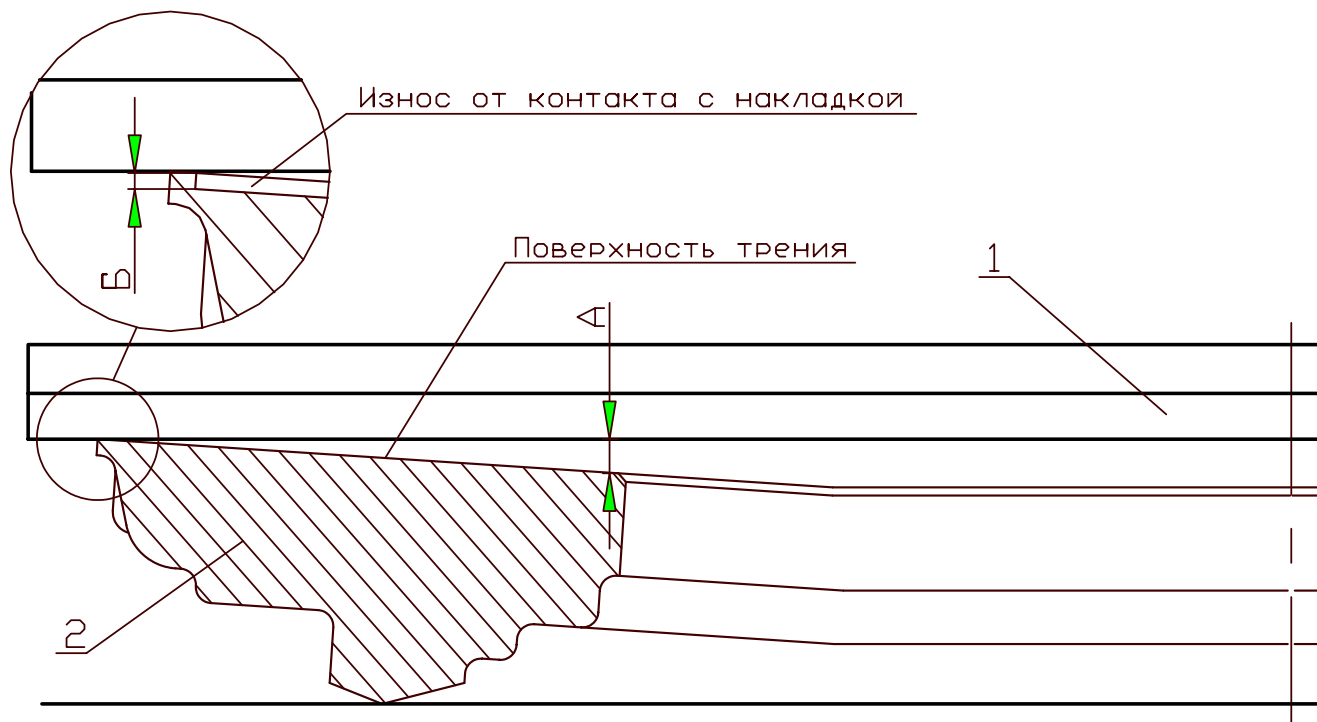 Износ от контакта с накладкой
Б
Поверхность трения
1
А
2